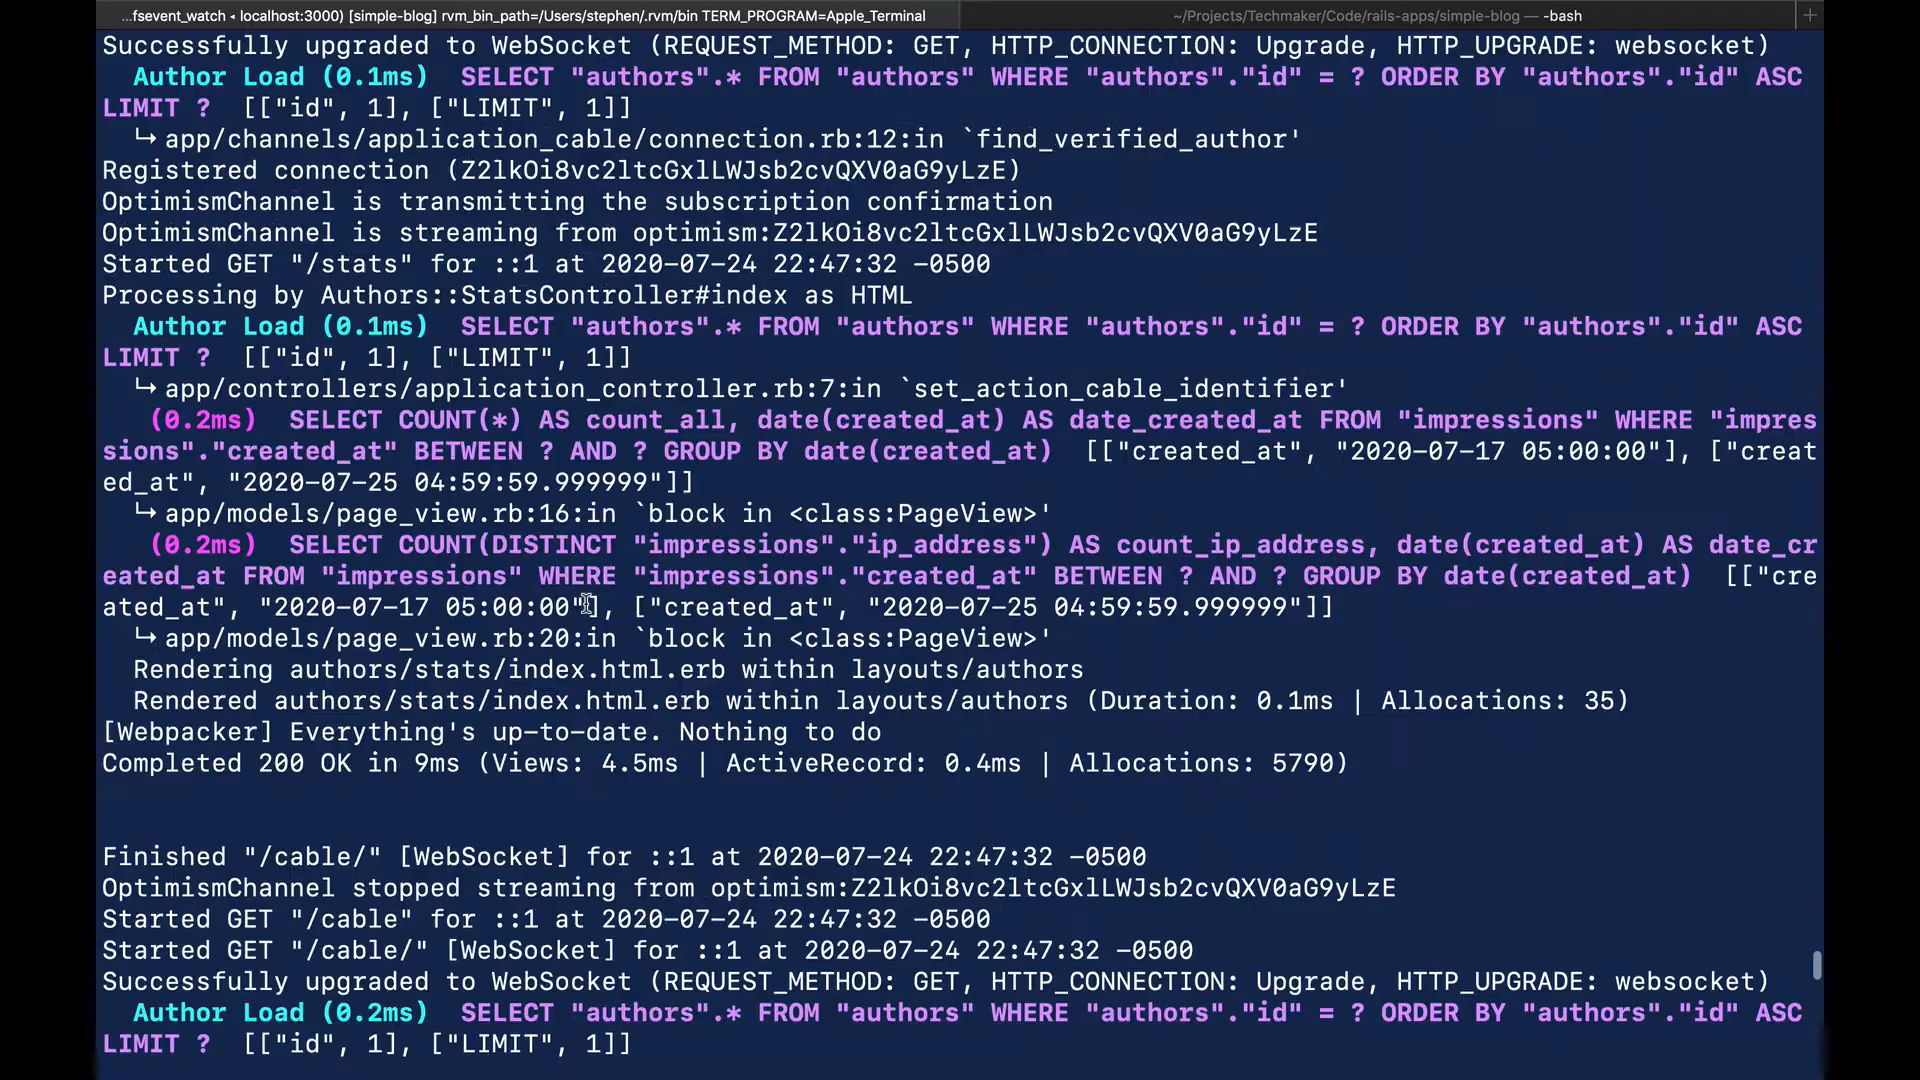 …fsevent_watch ◂ localhost:3000) [simple-blog] rvm_bin_path=/Users/stephen/.rvm/bin TERM_PROGRAM=Apple_Terminal
~/Projects/Techmaker/Code/rails-apps/simple-blog — -bash
Successfully upgraded to WebSocket (REQUEST_METHOD: GET, HTTP_CONNECTION: Upgrade, HTTP_UPGRADE: websocket)
Author Load (0.1ms)  SELECT "authors".* FROM "authors" WHERE "authors"."id" = ? ORDER BY "authors"."id" ASC
LIMIT ?  [["id", 1], ["LIMIT", 1]]
↳ app/channels/application_cable/connection.rb:12:in `find_verified_author'
Registered connection (Z2lkOi8vc2ltcGxlLWJsb2cvQXV0aG9yLzE)
OptimismChannel is transmitting the subscription confirmation
OptimismChannel is streaming from optimism:Z2lkOi8vc2ltcGxlLWJsb2cvQXV0aG9yLzE
Started GET "/stats" for ::1 at 2020-07-24 22:47:32 -0500
Processing by Authors::StatsController#index as HTML
Author Load (0.1ms)  SELECT "authors".* FROM "authors" WHERE "authors"."id" = ? ORDER BY "authors"."id" ASC
LIMIT ?  [["id", 1], ["LIMIT", 1]]
↳ app/controllers/application_controller.rb:7:in `set_action_cable_identifier'
(0.2ms)  SELECT COUNT(*) AS count_all, date(created_at) AS date_created_at FROM "impressions" WHERE "impres
sions"."created_at" BETWEEN ? AND ? GROUP BY date(created_at)  [["created_at", "2020-07-17 05:00:00"], ["creat
ed_at", "2020-07-25 04:59:59.999999"]]
↳ app/models/page_view.rb:16:in `block in <class:PageView>'
(0.2ms)  SELECT COUNT(DISTINCT "impressions"."ip_address") AS count_ip_address, date(created_at) AS date_cr
eated_at FROM "impressions" WHERE "impressions"."created_at" BETWEEN ? AND ? GROUP BY date(created_at)  [["cre
ated_at", "2020-07-17 05:00:00"], ["created_at", "2020-07-25 04:59:59.999999"]]
↳ app/models/page_view.rb:20:in `block in <class:PageView>'
Rendering authors/stats/index.html.erb within layouts/authors
Rendered authors/stats/index.html.erb within layouts/authors (Duration: 0.1ms | Allocations: 35)
[Webpacker] Everything's up-to-date. Nothing to do
Completed 200 OK in 9ms (Views: 4.5ms | ActiveRecord: 0.4ms | Allocations: 5790)
Finished "/cable/" [WebSocket] for ::1 at 2020-07-24 22:47:32 -0500
OptimismChannel stopped streaming from optimism:Z2lkOi8vc2ltcGxlLWJsb2cvQXV0aG9yLzE
Started GET "/cable" for ::1 at 2020-07-24 22:47:32 -0500
Started GET "/cable/" [WebSocket] for ::1 at 2020-07-24 22:47:32 -0500
Successfully upgraded to WebSocket (REQUEST_METHOD: GET, HTTP_CONNECTION: Upgrade, HTTP_UPGRADE: websocket)
Author Load (0.2ms)  SELECT "authors".* FROM "authors" WHERE "authors"."id" = ? ORDER BY "authors"."id" ASC
LIMIT ?  [["id", 1], ["LIMIT", 1]]